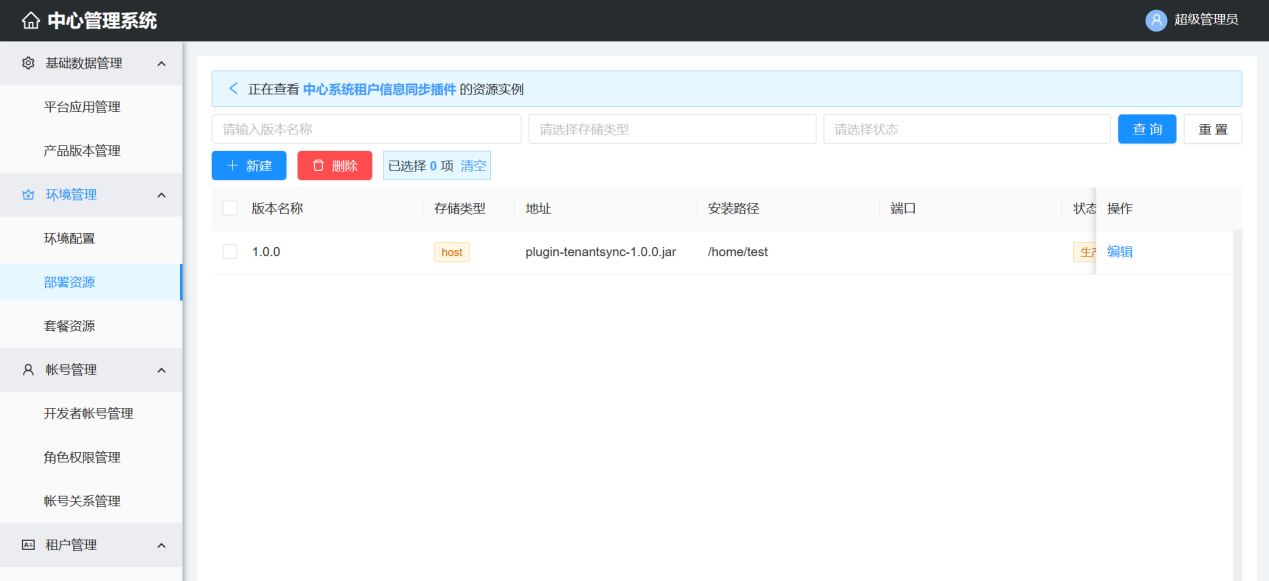 中心管理系统
超级管理员
基础数据管理
平台应用管理
产品版本管理
环境管理
环境配置
部署资源
套餐资源
帐号管理
开发者帐号管理
角色权限管理
帐号关系管理
租户管理
正在查看 中心系统租户信息同步插件 的资源实例
请输入版本名称 请选择存储类型 请选择状态 查 询 重 置
新建 删除 已选择 0 项 清空
版本名称 存储类型 地址 安装路径 端口 状态 操作
1.0.0 host plugin-tenantsync-1.0.0.jar /home/test 生 编辑